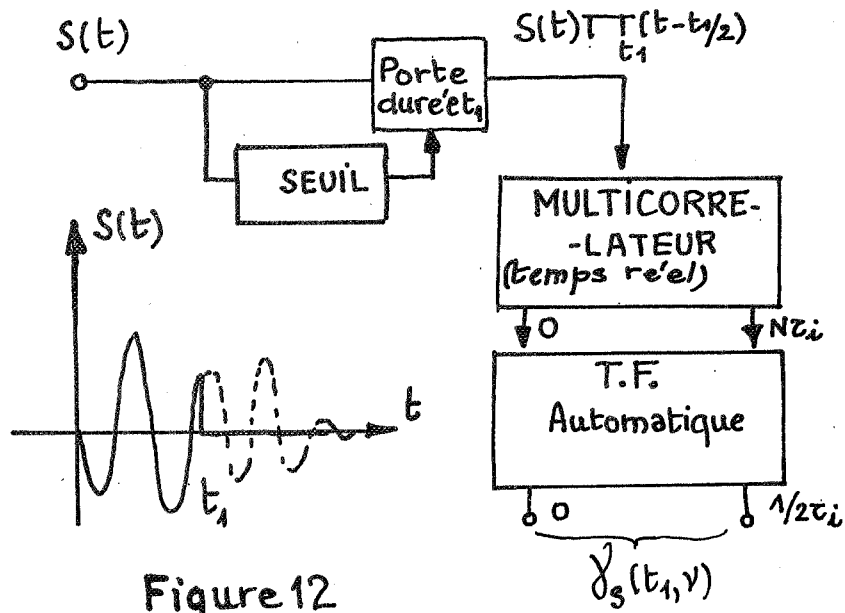 S(t)
Porte
durée t₁
S(t)∏(t-t₁/2)
t₁
SEUIL
MULTICORRE-
-LATEUR
(temps réel)
0
Nτi
T.F.
Automatique
0
1/2τi
γs(t₁,ν)
S(t)
t
t₁
Figure 12